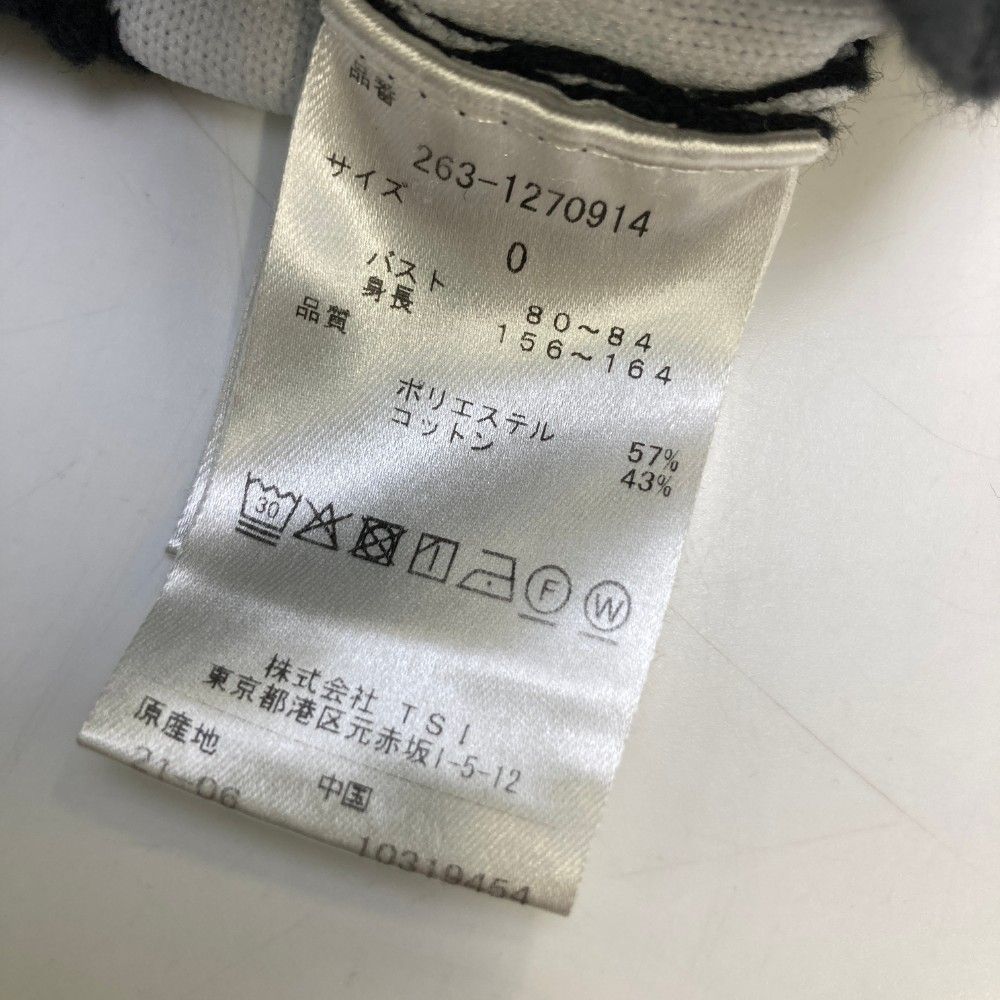 品番
263-1270914
サイズ
0
バスト 80～84
身長 156～164
品質
ポリエステル 57%
コットン 43%
30
F W
株式会社 TSI
東京都港区元赤坂1-5-12
原産地 中国
21-06 10319454